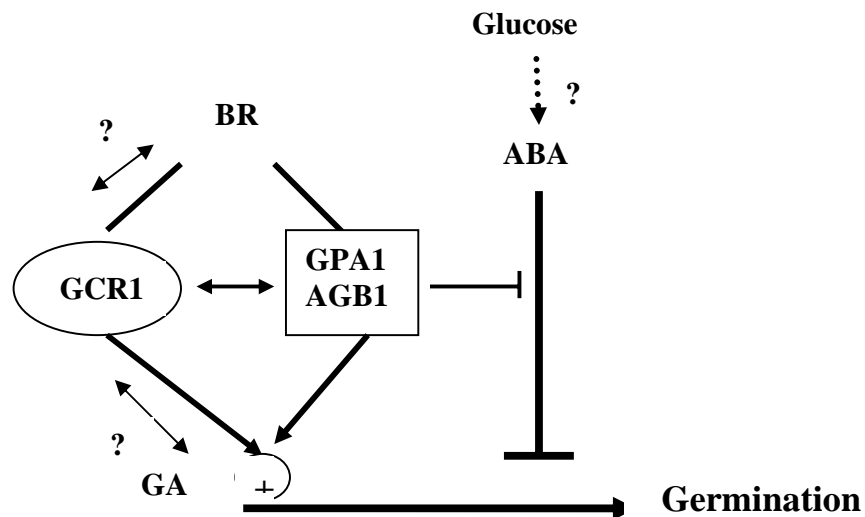 Glucose
?
BR
?
ABA
GPA1
AGB1
GCR1
?
GA
+
Germination